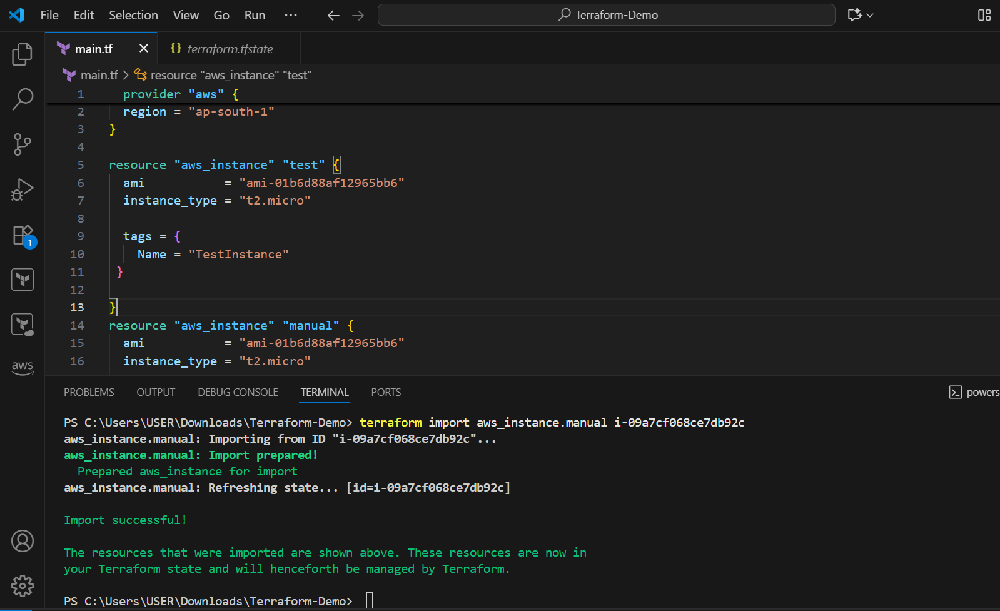 File Edit Selection View Go Run ··· Terraform-Demo
main.tf {} terraform.tfstate
main.tf > resource "aws_instance" "test"
1 provider "aws" {
2 region = "ap-south-1"
3 }
4
5 resource "aws_instance" "test" {
6 ami = "ami-01b6d88af12965bb6"
7 instance_type = "t2.micro"
8
9 tags = {
10 Name = "TestInstance"
11 }
12
13 }
14 resource "aws_instance" "manual" {
15 ami = "ami-01b6d88af12965bb6"
16 instance_type = "t2.micro"
1
aws
PROBLEMS OUTPUT DEBUG CONSOLE TERMINAL PORTS powers
PS C:\Users\USER\Downloads\Terraform-Demo> terraform import aws_instance.manual i-09a7cf068ce7db92c
aws_instance.manual: Importing from ID "i-09a7cf068ce7db92c"...
aws_instance.manual: Import prepared!
Prepared aws_instance for import
aws_instance.manual: Refreshing state... [id=i-09a7cf068ce7db92c]
Import successful!
The resources that were imported are shown above. These resources are now in
your Terraform state and will henceforth be managed by Terraform.
PS C:\Users\USER\Downloads\Terraform-Demo>